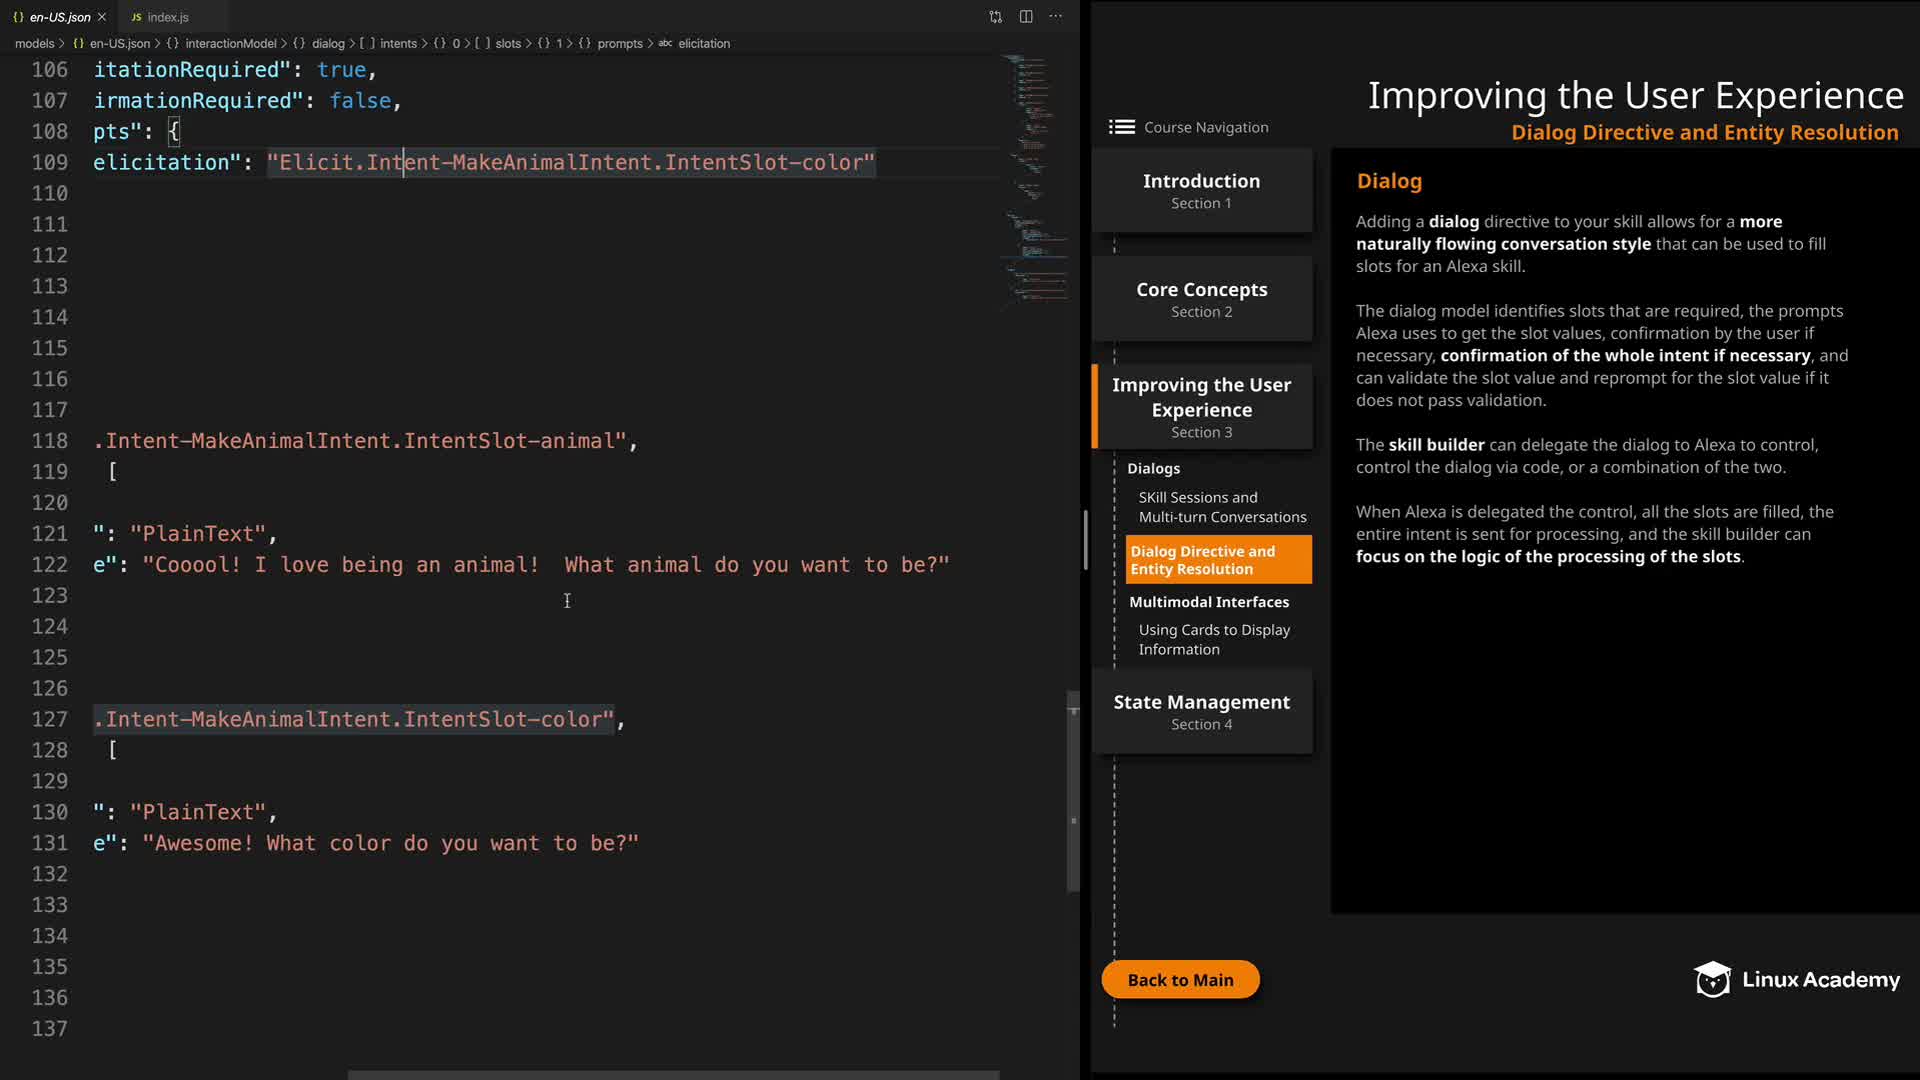 {} en-US.json ×
JS index.js
models > {} en-US.json > {} interactionModel > {} dialog > [ ] intents > {} 0 > [ ] slots > {} 1 > {} prompts > abc elicitation
106 itationRequired": true,
107 irmationRequired": false,
108 pts": {
109 elicitation": "Elicit.Intent-MakeAnimalIntent.IntentSlot-color"
110
111
112
113
114
115
116
117
118 .Intent-MakeAnimalIntent.IntentSlot-animal",
119 [
120
121 ": "PlainText",
122 e": "Cooool! I love being an animal!  What animal do you want to be?"
123
124
125
126
127 .Intent-MakeAnimalIntent.IntentSlot-color",
128 [
129
130 ": "PlainText",
131 e": "Awesome! What color do you want to be?"
132
133
134
135
136
137
Improving the User Experience
Dialog Directive and Entity Resolution
Course Navigation
Introduction
Section 1
Core Concepts
Section 2
Improving the User
Experience
Section 3
Dialogs
SKill Sessions and
Multi-turn Conversations
Dialog Directive and
Entity Resolution
Multimodal Interfaces
Using Cards to Display
Information
State Management
Section 4
Back to Main
Dialog
Adding a dialog directive to your skill allows for a more
naturally flowing conversation style that can be used to fill
slots for an Alexa skill.
The dialog model identifies slots that are required, the prompts
Alexa uses to get the slot values, confirmation by the user if
necessary, confirmation of the whole intent if necessary, and
can validate the slot value and reprompt for the slot value if it
does not pass validation.
The skill builder can delegate the dialog to Alexa to control,
control the dialog via code, or a combination of the two.
When Alexa is delegated the control, all the slots are filled, the
entire intent is sent for processing, and the skill builder can
focus on the logic of the processing of the slots.
Linux Academy